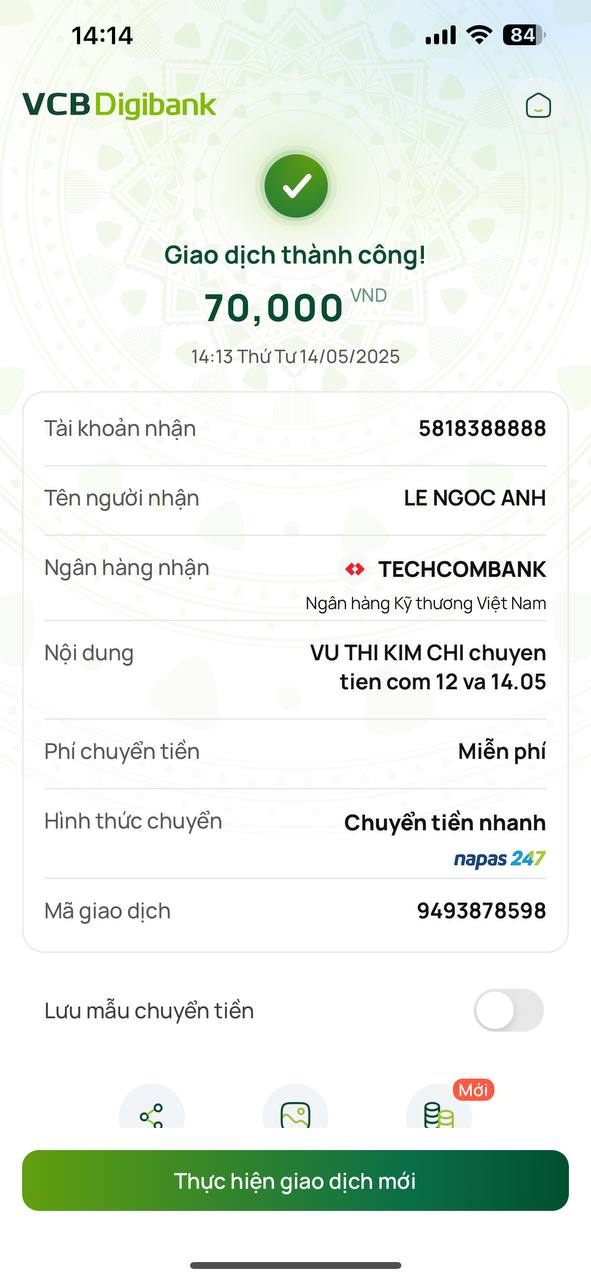 14:14
84
VCB Digibank
Giao dịch thành công!
70,000 VND
14:13 Thứ Tư 14/05/2025
Tài khoản nhận 5818388888
Tên người nhận LE NGOC ANH
Ngân hàng nhận TECHCOMBANK
Ngân hàng Kỹ thương Việt Nam
Nội dung VU THI KIM CHI chuyen
tien com 12 va 14.05
Phí chuyển tiền Miễn phí
Hình thức chuyển Chuyển tiền nhanh
napas 247
Mã giao dịch 9493878598
Lưu mẫu chuyển tiền
Mới
Thực hiện giao dịch mới